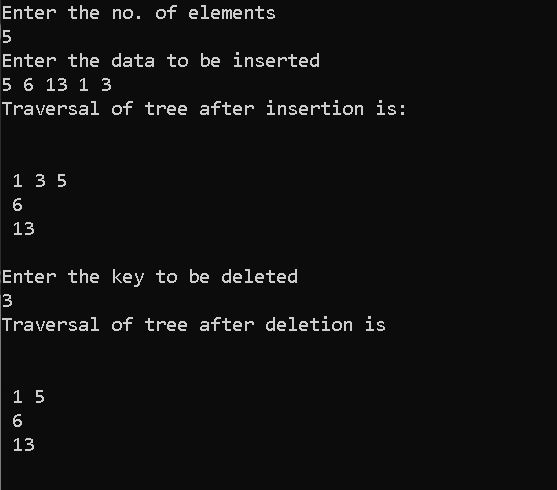 Enter the no. of elements
5
Enter the data to be inserted
5 6 13 1 3
Traversal of tree after insertion is:
1 3 5
6
13
Enter the key to be deleted
3
Traversal of tree after deletion is
1 5
6
13